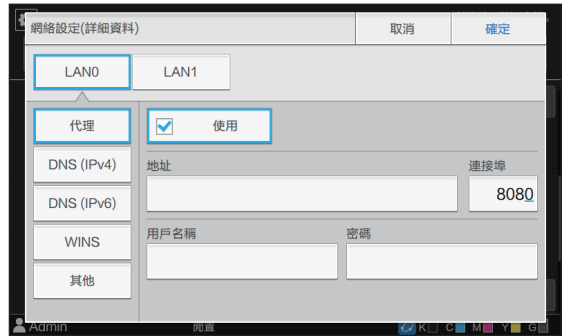 網絡設定(詳細資料)
取消
確定
LAN0
LAN1
代理
使用
DNS (IPv4)
地址
連接埠
8080
DNS (IPv6)
WINS
用戶名稱
密碼
其他
Admin
閒置
K
C
M
Y
G